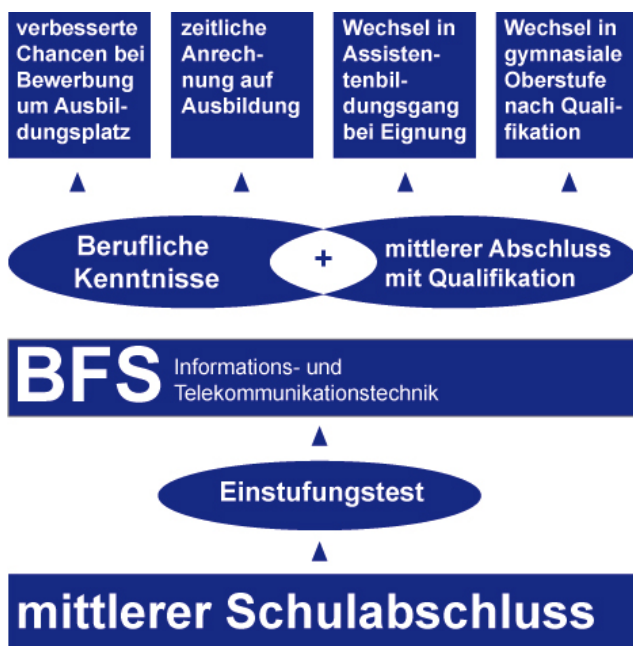 verbesserte
Chancen bei
Bewerbung
um Ausbil-
dungsplatz
zeitliche
Anrech-
nung auf
Ausbildung
Wechsel in
Assisten-
tenbil-
dungsgang
bei Eignung
Wechsel in
gymnasiale
Oberstufe
nach Quali-
fikation
Berufliche
Kenntnisse
+
mittlerer Abschluss
mit Qualifikation
BFS
Informations- und
Telekommunikationstechnik
Einstufungstest
mittlerer Schulabschluss